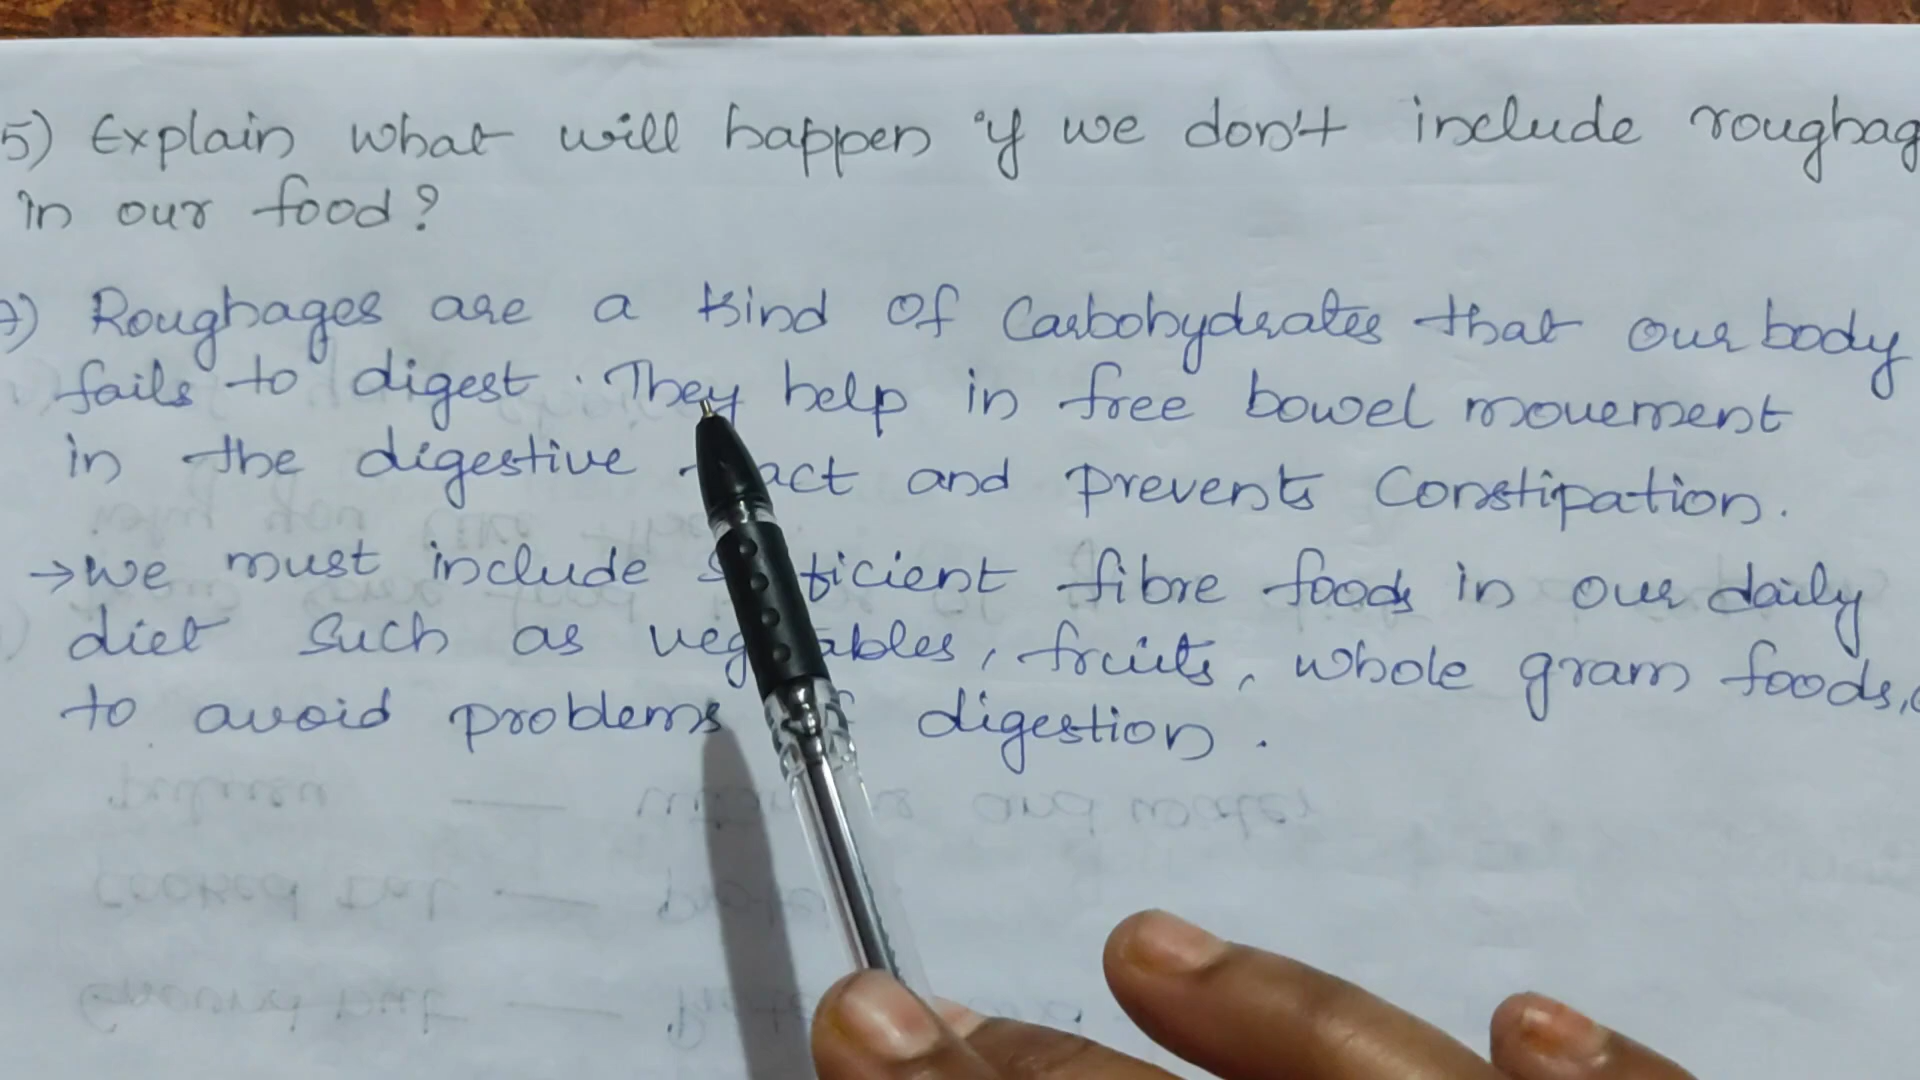 5) Explain what will happen if we don't include roughag
in our food?
A) Roughages are a kind of Carbohydrates that our body
fails to digest. They help in free bowel movement
in the digestive act and prevents Constipation.
→ we must include ficient fibre foods in our daily
diet such as veg ables, fruits, whole gram foods,
to avoid problems digestion.